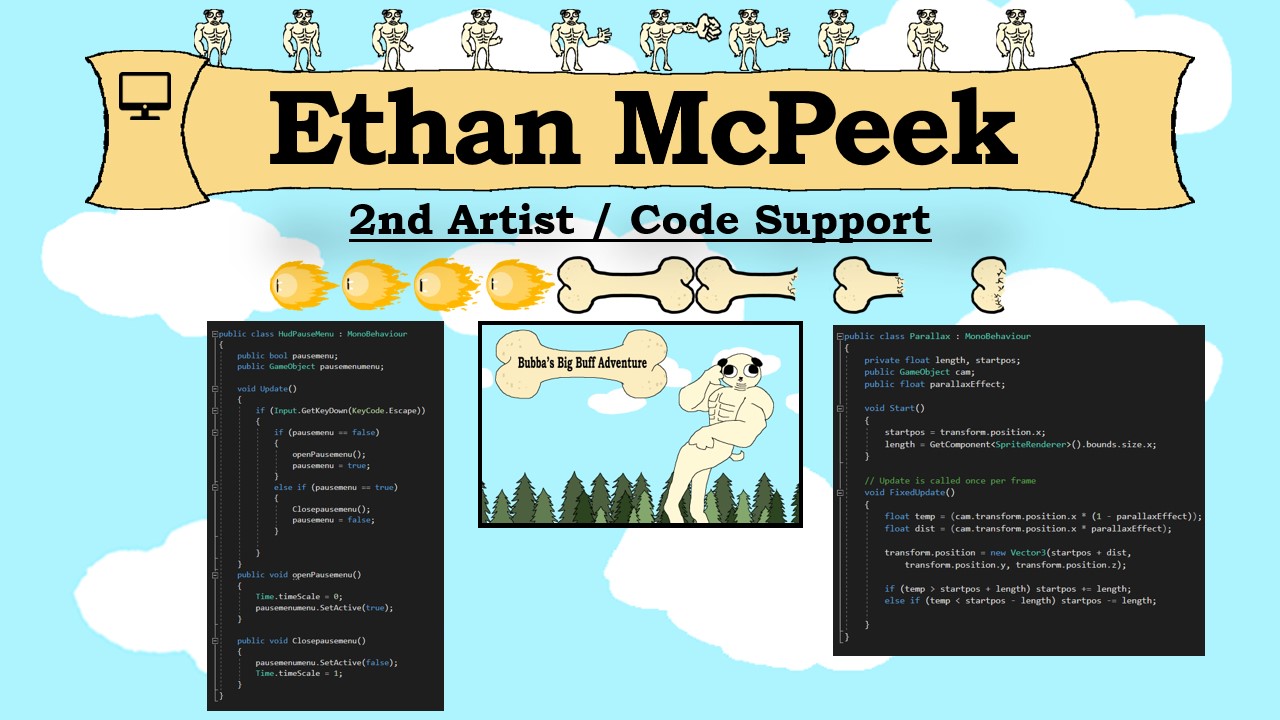 Ethan McPeek
2nd Artist / Code Support
public class HudPauseMenu : MonoBehaviour
{
public bool pausemenu;
public GameObject pausemenumenu;
void Update()
{
if (Input.GetKeyDown(KeyCode.Escape))
{
if (pausemenu == false)
{
openPausemenu();
pausemenu = true;
}
else if (pausemenu == true)
{
Closepausemenu();
pausemenu = false;
}
}
}
public void openPausemenu()
{
Time.timeScale = 0;
pausemenumenu.SetActive(true);
}
public void Closepausemenu()
{
pausemenumenu.SetActive(false);
Time.timeScale = 1;
}
}
Bubba's Big Buff Adventure
public class Parallax : MonoBehaviour
{
private float length, startpos;
public GameObject cam;
public float parallaxEffect;
void Start()
{
startpos = transform.position.x;
length = GetComponent<SpriteRenderer>().bounds.size.x;
}
// Update is called once per frame
void FixedUpdate()
{
float temp = (cam.transform.position.x * (1 - parallaxEffect));
float dist = (cam.transform.position.x * parallaxEffect);
transform.position = new Vector3(startpos + dist,
transform.position.y, transform.position.z);
if (temp > startpos + length) startpos += length;
else if (temp < startpos - length) startpos -= length;
}
}